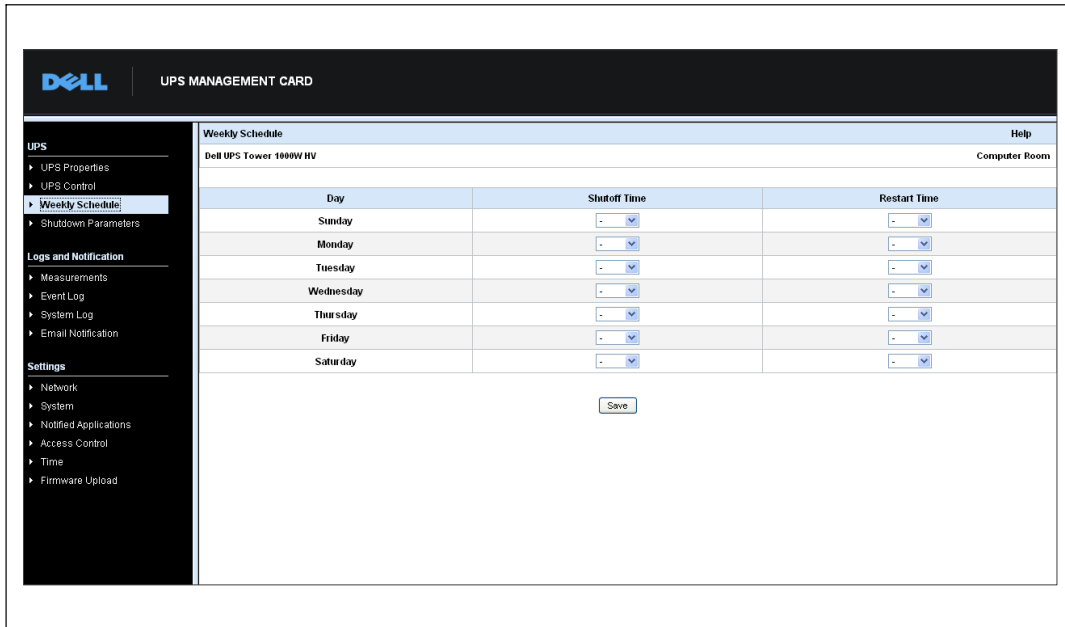 DELL
UPS MANAGEMENT CARD
UPS
UPS Properties
UPS Control
Weekly Schedule
Shutdown Parameters
Logs and Notification
Measurements
Event Log
System Log
Email Notification
Settings
Network
System
Notified Applications
Access Control
Time
Firmware Upload
Weekly Schedule Help
Dell UPS Tower 1000W HV Computer Room
Day Shutoff Time Restart Time
Sunday - -
Monday - -
Tuesday - -
Wednesday - -
Thursday - -
Friday - -
Saturday - -
Save